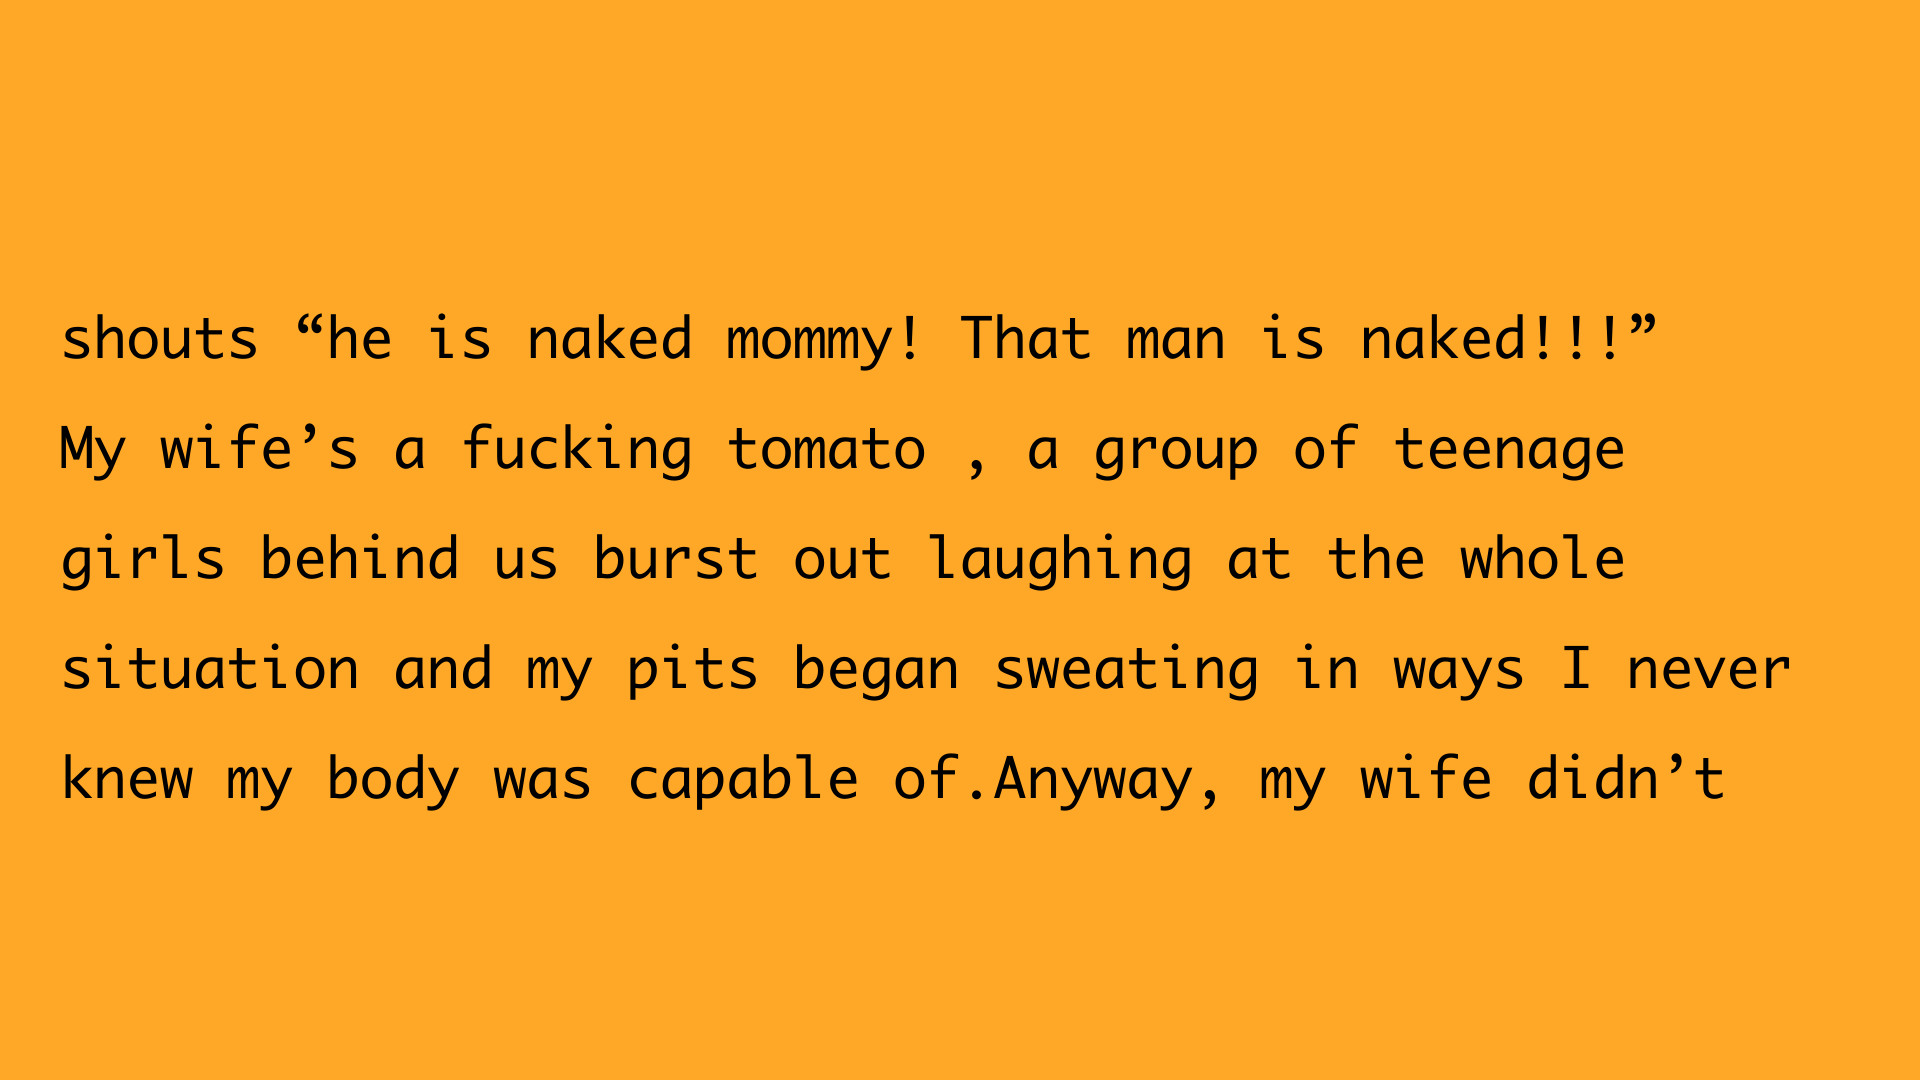 shouts “he is naked mommy! That man is naked!!!”
My wife’s a fucking tomato , a group of teenage
girls behind us burst out laughing at the whole
situation and my pits began sweating in ways I never
knew my body was capable of.Anyway, my wife didn’t